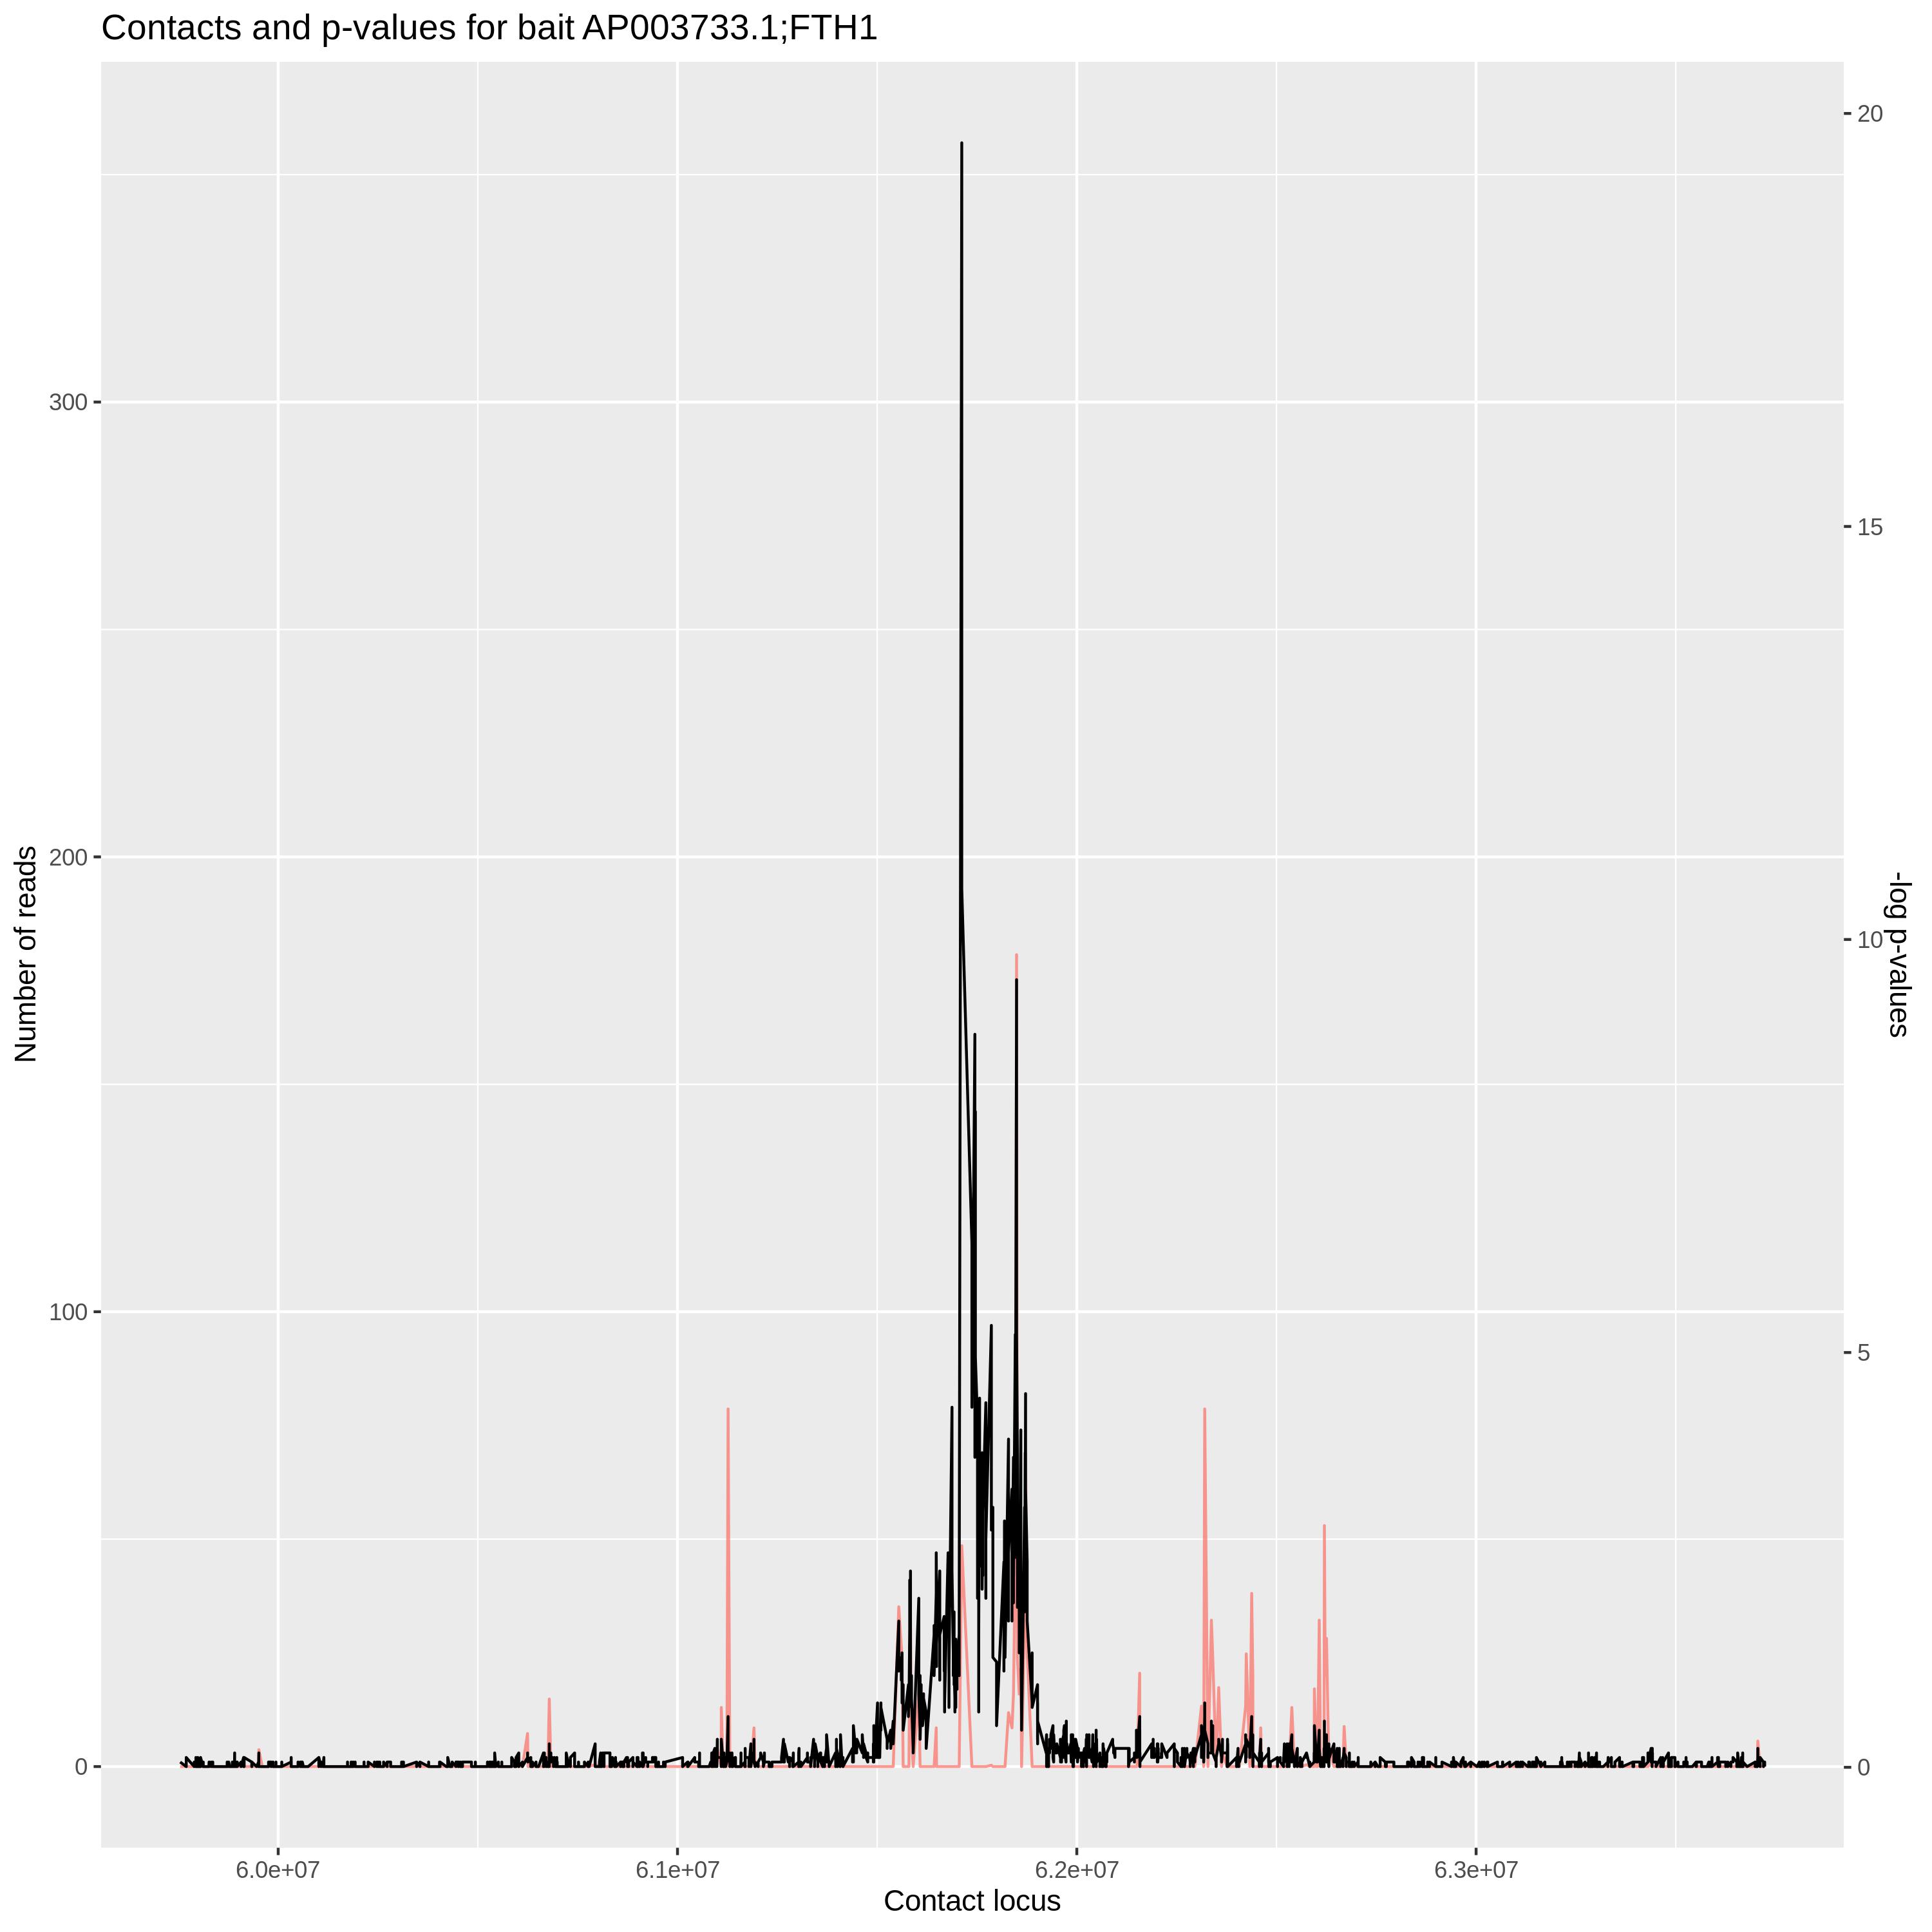 Contacts and p-values for bait AP003733.1;FTH1
20
15
10
5
0
300
200
100
0
Number of reads
-log p-values
6.0e+07
6.1e+07
6.2e+07
6.3e+07
Contact locus